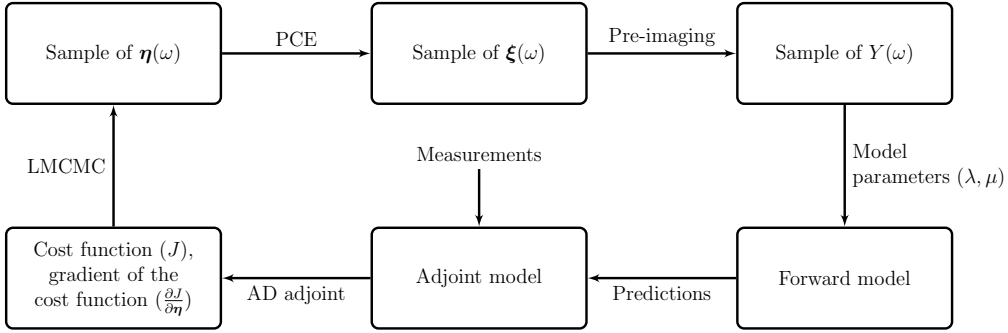 Sample of η(ω)
PCE
Sample of ξ(ω)
Pre-imaging
Sample of Y(ω)
LMCMC
Measurements
Model
parameters (λ, μ)
Cost function (J),
gradient of the
cost function (∂J/∂η)
AD adjoint
Adjoint model
Predictions
Forward model